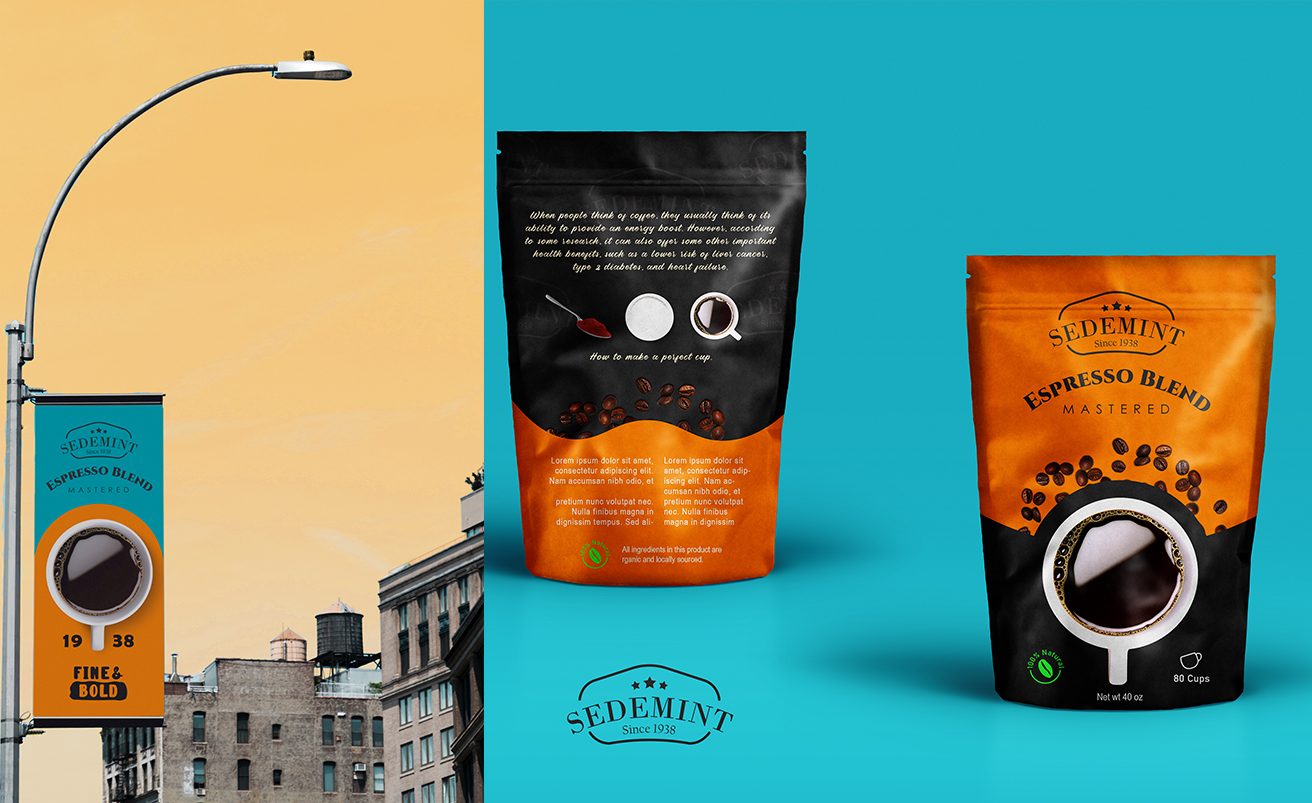 SEDEMINT
Since 1938
ESPRESSO BLEND
MASTERED
19 38
FINE &
BOLD
When people think of coffee, they usually think of its
ability to provide an energy boost. However, according
to some research, it can also offer some other important
health benefits, such as a lower risk of liver cancer,
type 2 diabetes, and heart failure.
How to make a perfect cup.
Lorem ipsum dolor sit amet,
consectetur adipiscing elit.
Nam accumsan nibh odio, et
pretium nunc volutpat nec.
Nulla finibus magna in
dignissim tempus. Sed ali-
Lorem ipsum dolor sit
amet, consectetur adip-
iscing elit. Nam ac-
cumsan nibh odio, et
pretium nunc volutpat
nec. Nulla finibus
magna in dignissim
100% Natural
All ingredients in this product are
rganic and locally sourced.
SEDEMINT
Since 1938
SEDEMINT
Since 1938
ESPRESSO BLEND
MASTERED
100% Natural
80 Cups
Net wt 40 oz